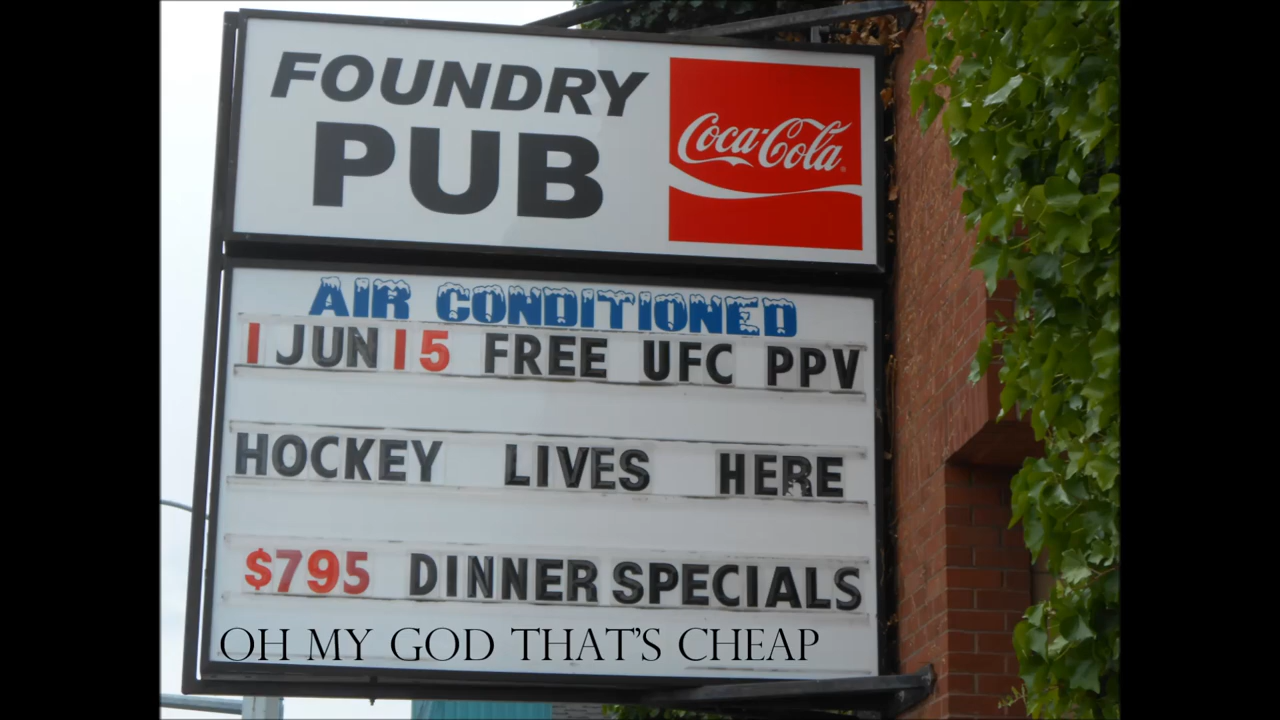 FOUNDRY
PUB
Coca-Cola
AIR CONDITIONED
1 JUN 15 FREE UFC PPV
HOCKEY LIVES HERE
$795 DINNER SPECIALS
OH MY GOD THAT'S CHEAP